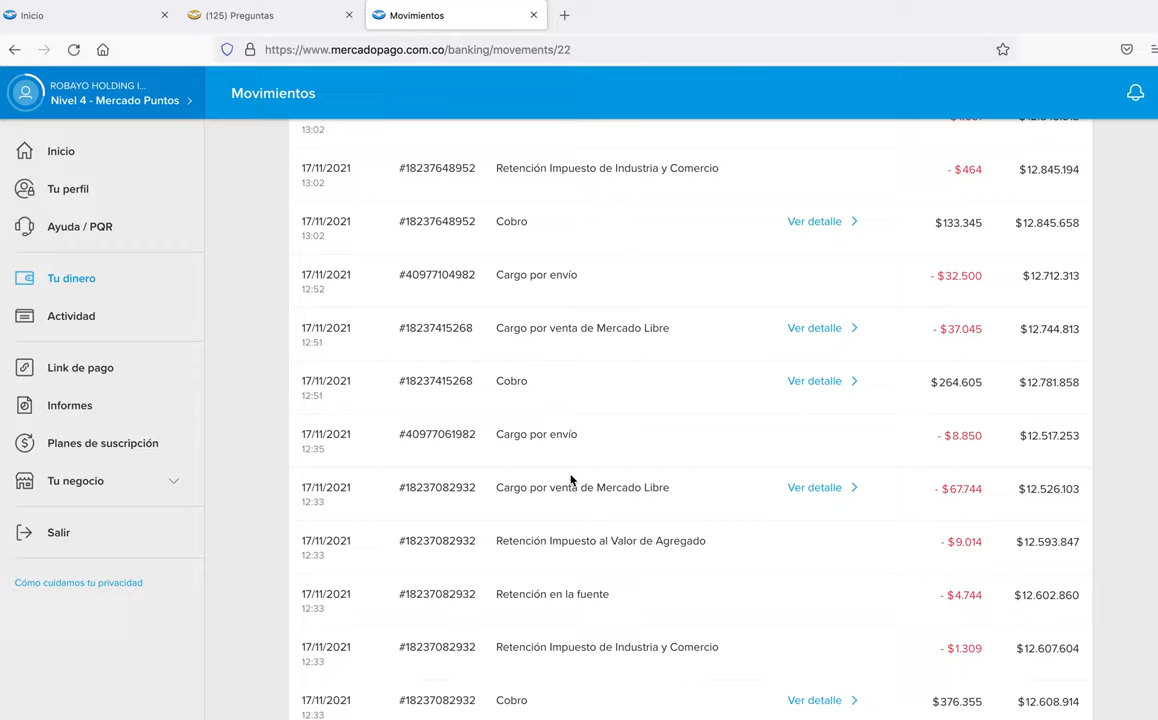 Inicio
(125) Preguntas
Movimientos
https://www.mercadopago.com.co/banking/movements/22
ROBAYO HOLDING I...
Nivel 4 - Mercado Puntos
Movimientos
Inicio
Tu perfil
Ayuda / PQR
Tu dinero
Actividad
Link de pago
Informes
Planes de suscripción
Tu negocio
Salir
Cómo cuidamos tu privacidad
13:02
17/11/2021 #18237648952 Retención Impuesto de Industria y Comercio - $464 $12.845.194
13:02
17/11/2021 #18237648952 Cobro Ver detalle $133.345 $12.845.658
13:02
17/11/2021 #40977104982 Cargo por envío - $32.500 $12.712.313
12:52
17/11/2021 #18237415268 Cargo por venta de Mercado Libre Ver detalle - $37.045 $12.744.813
12:51
17/11/2021 #18237415268 Cobro Ver detalle $264.605 $12.781.858
12:51
17/11/2021 #40977061982 Cargo por envío - $8.850 $12.517.253
12:35
17/11/2021 #18237082932 Cargo por venta de Mercado Libre Ver detalle - $67.744 $12.526.103
12:33
17/11/2021 #18237082932 Retención Impuesto al Valor de Agregado - $9.014 $12.593.847
12:33
17/11/2021 #18237082932 Retención en la fuente - $4.744 $12.602.860
12:33
17/11/2021 #18237082932 Retención Impuesto de Industria y Comercio - $1.309 $12.607.604
12:33
17/11/2021 #18237082932 Cobro Ver detalle $376.355 $12.608.914
12:33